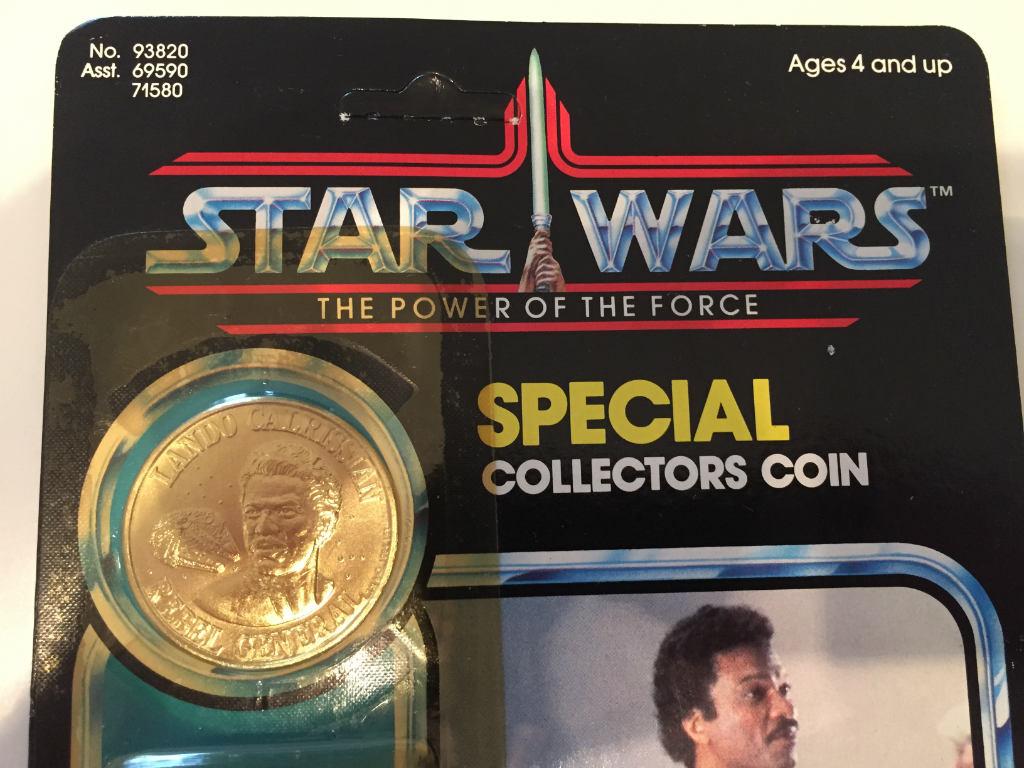 No. 93820
Asst. 69590
71580
Ages 4 and up
STAR WARS™
THE POWER OF THE FORCE
SPECIAL
COLLECTORS COIN
LANDO CALRISSIAN
REBEL GENERAL